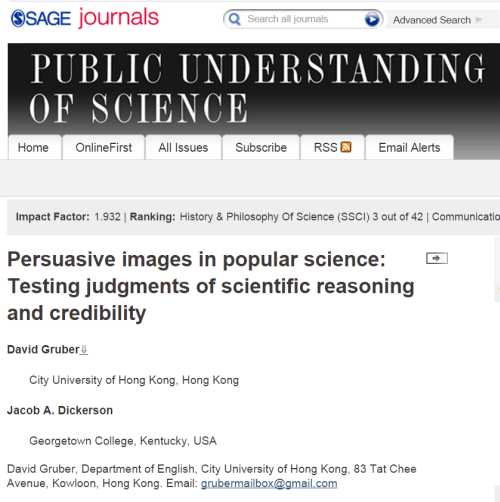 SAGE journals
Search all journals
Advanced Search
PUBLIC UNDERSTANDING
OF SCIENCE
Home OnlineFirst All Issues Subscribe RSS Email Alerts
Impact Factor: 1.932 | Ranking: History & Philosophy Of Science (SSCI) 3 out of 42 | Communicatio
Persuasive images in popular science:
Testing judgments of scientific reasoning
and credibility
David Gruber⇓
City University of Hong Kong, Hong Kong
Jacob A. Dickerson
Georgetown College, Kentucky, USA
David Gruber, Department of English, City University of Hong Kong, 83 Tat Chee
Avenue, Kowloon, Hong Kong. Email: grubermailbox@gmail.com